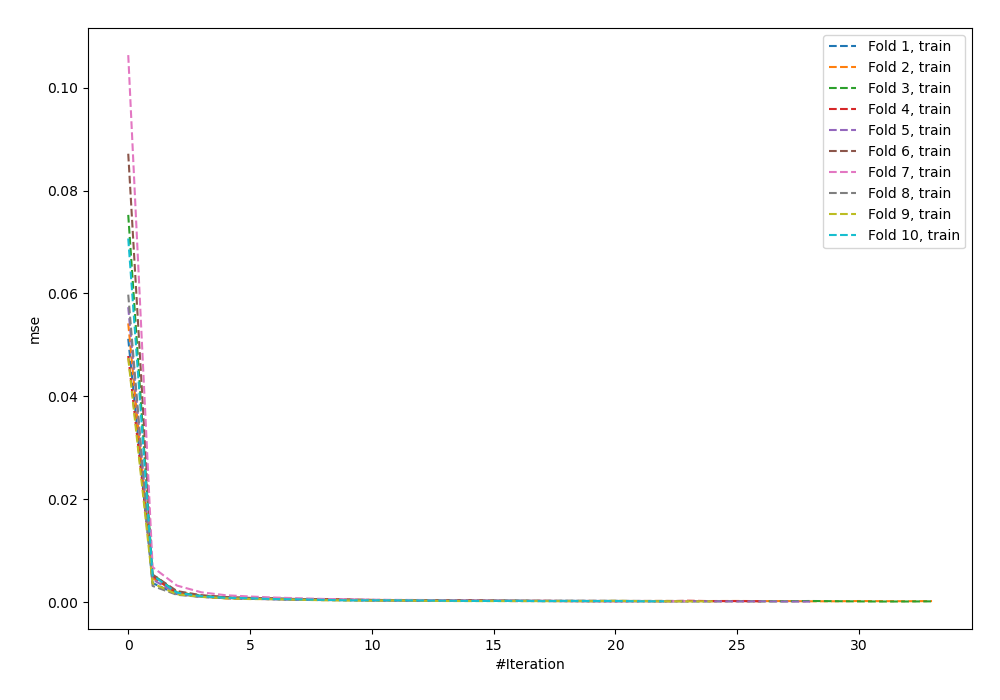 0.10
0.08
0.06
0.04
0.02
0.00
mse
0
5
10
15
20
25
30
#Iteration
Fold 1, train
Fold 2, train
Fold 3, train
Fold 4, train
Fold 5, train
Fold 6, train
Fold 7, train
Fold 8, train
Fold 9, train
Fold 10, train